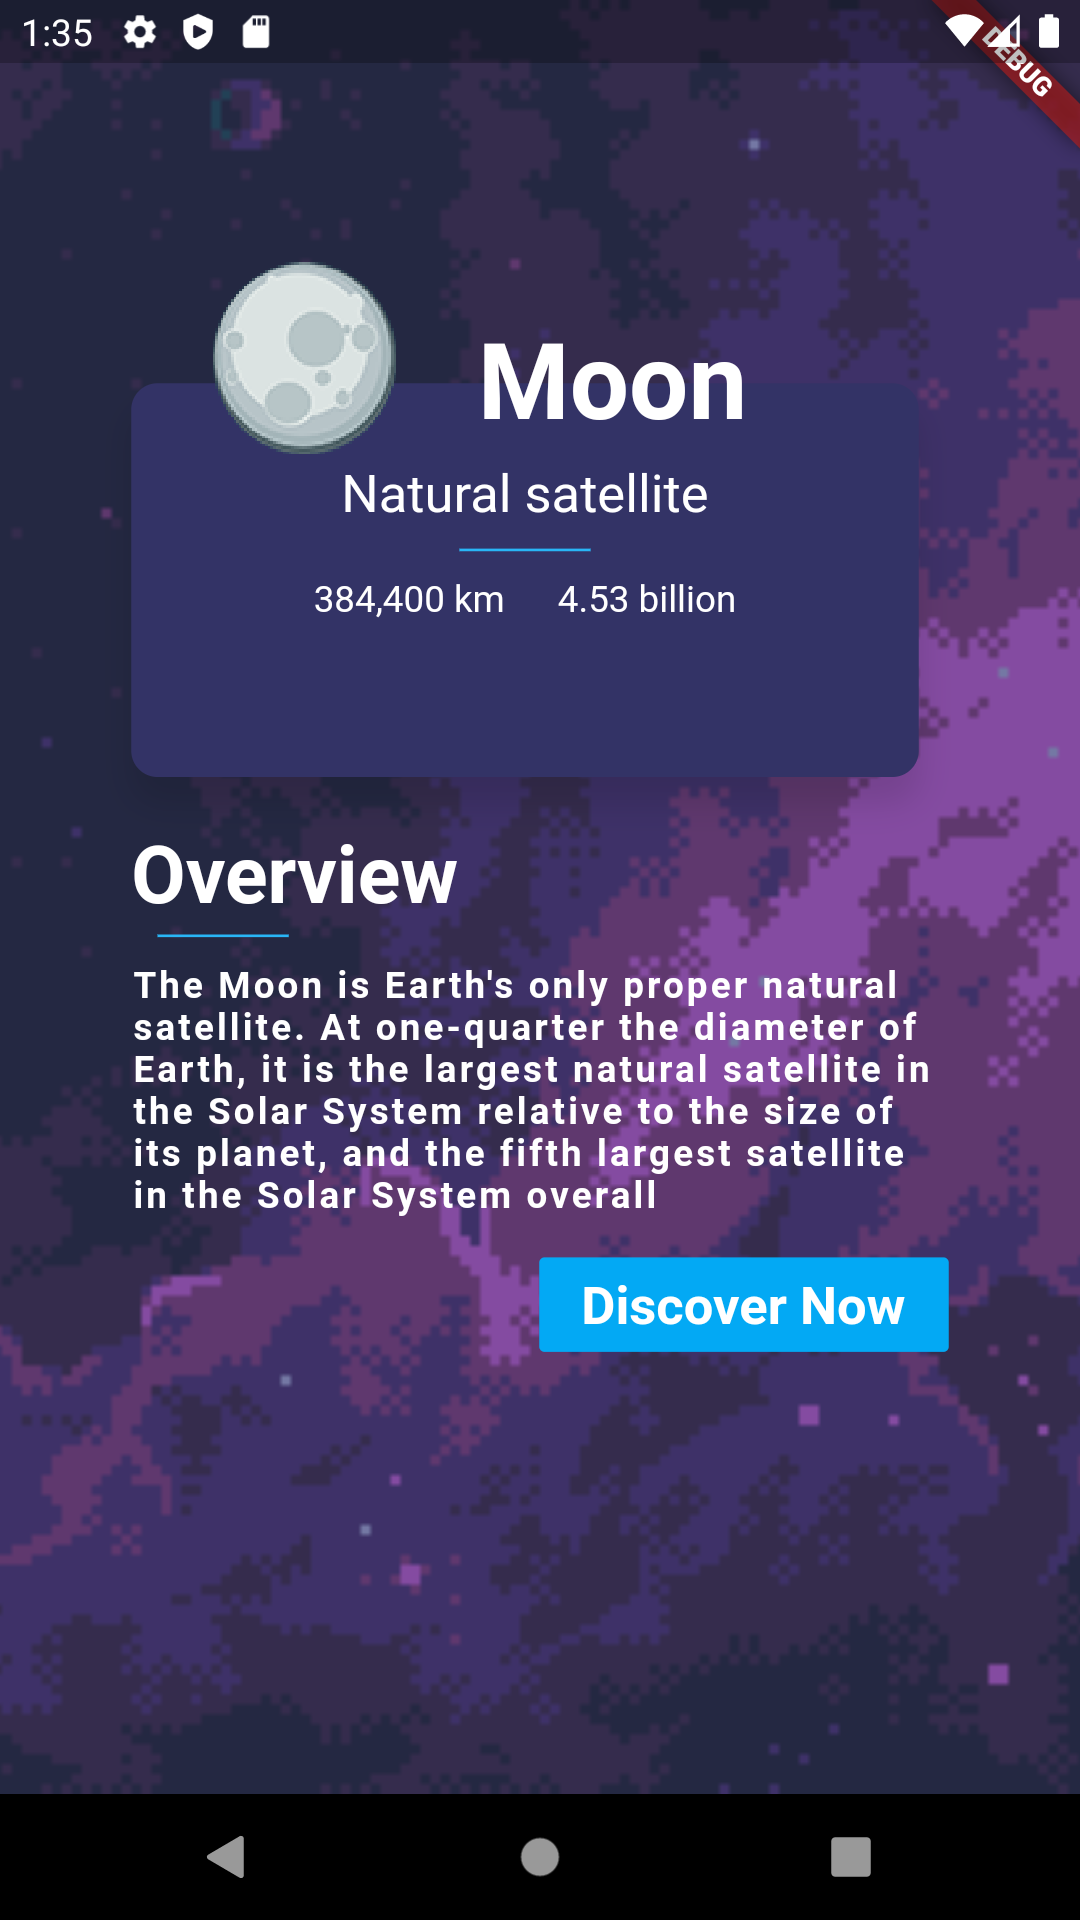 1:35
DEBUG
Moon
Natural satellite
384,400 km 4.53 billion
Overview
The Moon is Earth's only proper natural
satellite. At one-quarter the diameter of
Earth, it is the largest natural satellite in
the Solar System relative to the size of
its planet, and the fifth largest satellite
in the Solar System overall
Discover Now